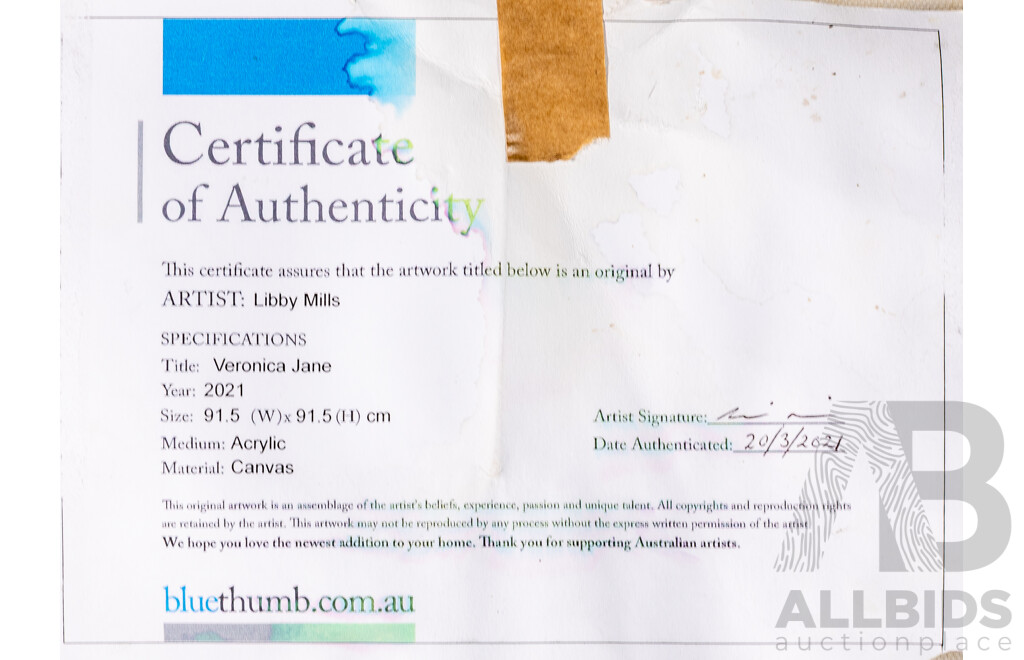 Certificate
of Authenticity
This certificate assures that the artwork titled below is an original by
ARTIST: Libby Mills
SPECIFICATIONS
Title: Veronica Jane
Year: 2021
Size: 91.5 (W)x 91.5 (H) cm
Medium: Acrylic
Material: Canvas
Artist Signature:
Date Authenticated: 20/3/2021
This original artwork is an assemblage of the artist's beliefs, experience, passion and unique talent. All copyrights and reproduction rights
are retained by the artist. This artwork may not be reproduced by any process without the express written permission of the artist
We hope you love the newest addition to your home. Thank you for supporting Australian artists.
bluethumb.com.au
AB
ALLBIDS
auctionplace